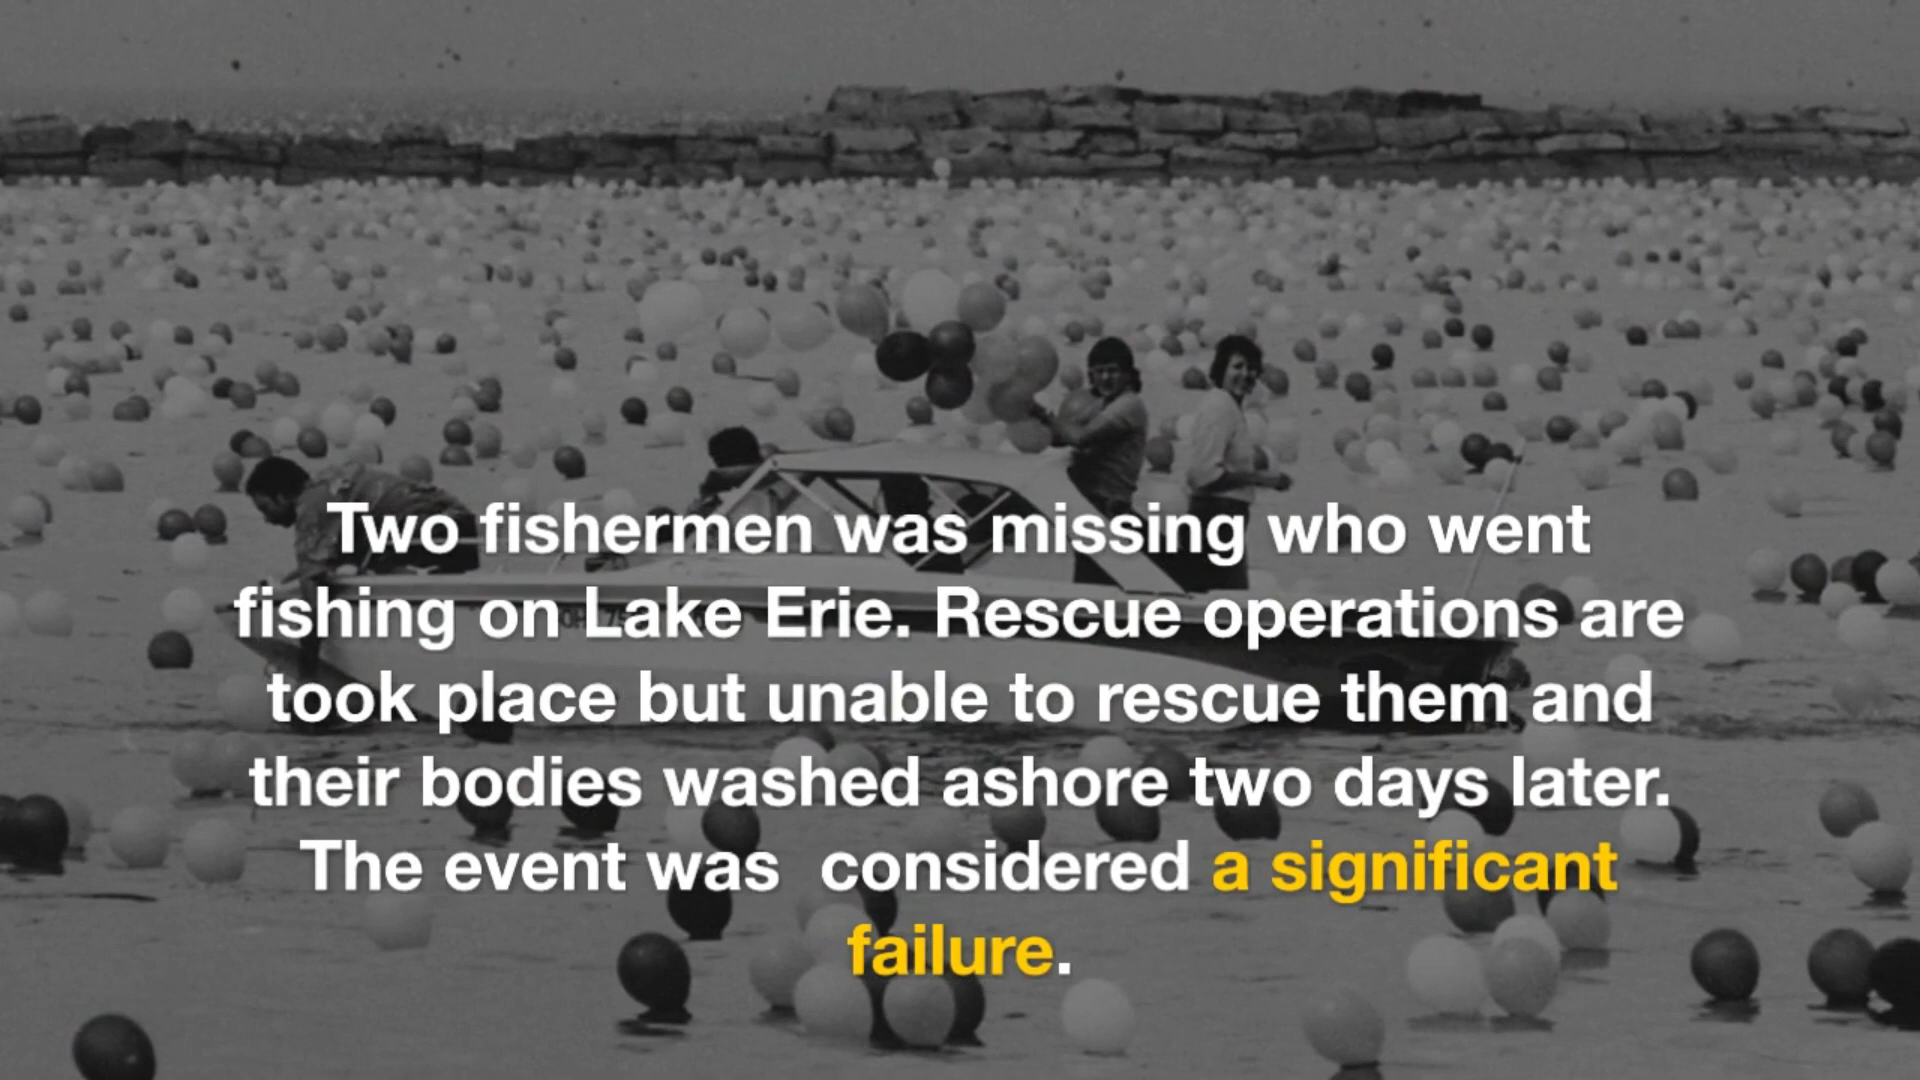 Two fishermen was missing who went
fishing on Lake Erie. Rescue operations are
took place but unable to rescue them and
their bodies washed ashore two days later.
The event was  considered a significant
failure.